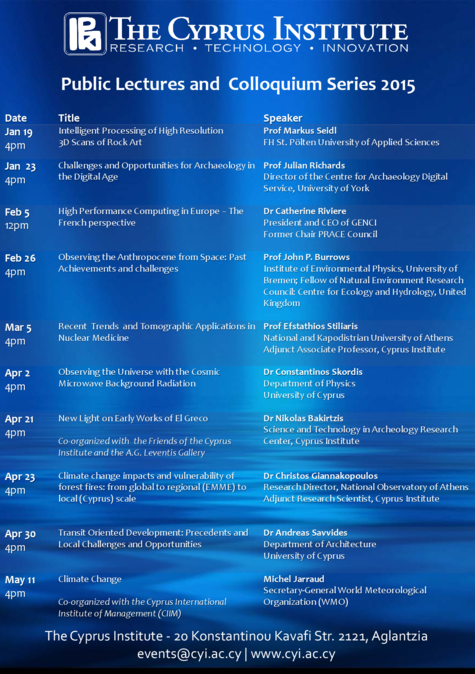 THE CYPRUS INSTITUTE
RESEARCH • TECHNOLOGY • INNOVATION
Public Lectures and Colloquium Series 2015
Date Title Speaker
Jan 19
4pm
Intelligent Processing of High Resolution
3D Scans of Rock Art
Prof Markus Seidl
FH St. Pölten University of Applied Sciences
Jan 23
4pm
Challenges and Opportunities for Archaeology in
the Digital Age
Prof Julian Richards
Director of the Centre for Archaeology Digital
Service, University of York
Feb 5
12pm
High Performance Computing in Europe – The
French perspective
Dr Catherine Riviere
President and CEO of GENCI
Former Chair PRACE Council
Feb 26
4pm
Observing the Anthropocene from Space: Past
Achievements and challenges
Prof John P. Burrows
Institute of Environmental Physics, University of
Bremen; Fellow of Natural Environment Research
Council: Centre for Ecology and Hydrology, United
Kingdom
Mar 5
4pm
Recent Trends and Tomographic Applications in
Nuclear Medicine
Prof Efstathios Stiliaris
National and Kapodistrian University of Athens
Adjunct Associate Professor, Cyprus Institute
Apr 2
4pm
Observing the Universe with the Cosmic
Microwave Background Radiation
Dr Constantinos Skordis
Department of Physics
University of Cyprus
Apr 21
4pm
New Light on Early Works of El Greco
Co-organized with the Friends of the Cyprus
Institute and the A.G. Leventis Gallery
Dr Nikolas Bakirtzis
Science and Technology in Archeology Research
Center, Cyprus Institute
Apr 23
4pm
Climate change impacts and vulnerability of
forest fires: from global to regional (EMME) to
local (Cyprus) scale
Dr Christos Giannakopoulos
Research Director, National Observatory of Athens
Adjunct Research Scientist, Cyprus Institute
Apr 30
4pm
Transit Oriented Development: Precedents and
Local Challenges and Opportunities
Dr Andreas Savvides
Department of Architecture
University of Cyprus
May 11
4pm
Climate Change
Co-organized with the Cyprus International
Institute of Management (CIIM)
Michel Jarraud
Secretary-General World Meteorological
Organization (WMO)
The Cyprus Institute - 20 Konstantinou Kavafi Str. 2121, Aglantzia
events@cyi.ac.cy | www.cyi.ac.cy